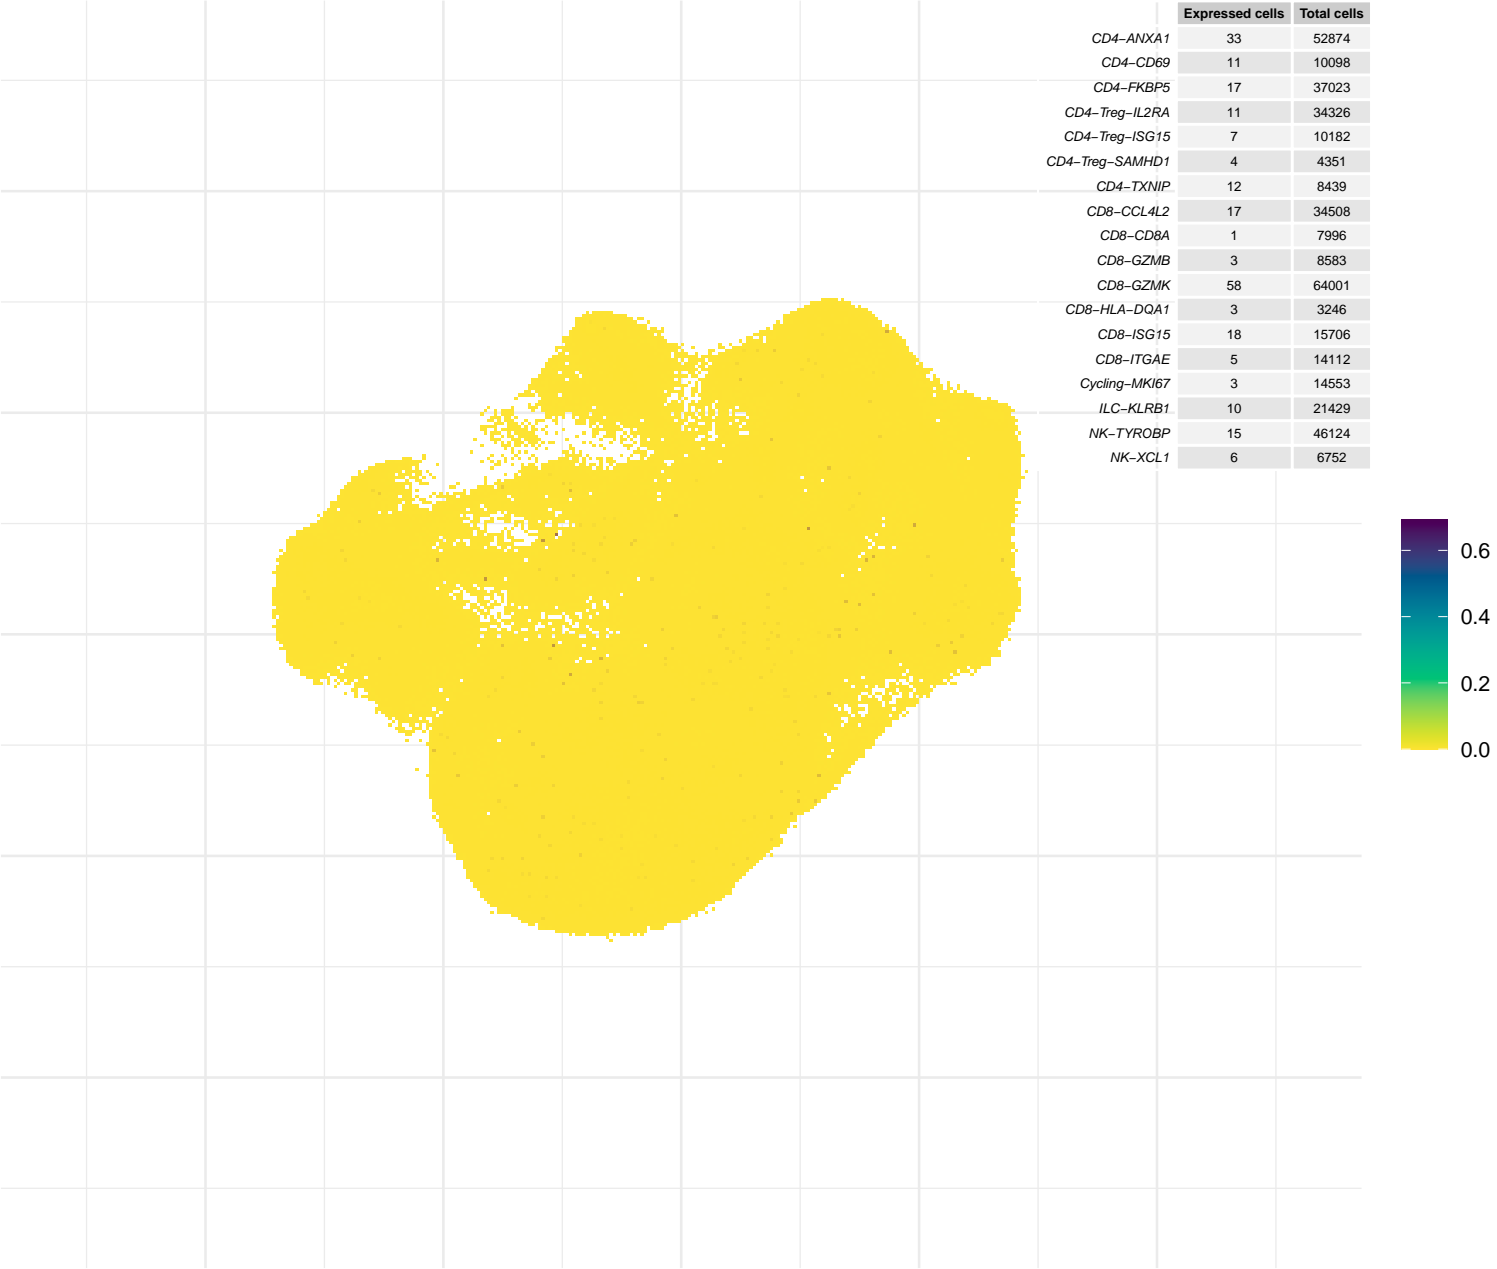 Expressed cells Total cells
CD4−ANXA1 33 52874
CD4−CD69 11 10098
CD4−FKBP5 17 37023
CD4−Treg−IL2RA 11 34326
CD4−Treg−ISG15 7 10182
CD4−Treg−SAMHD1 4 4351
CD4−TXNIP 12 8439
CD8−CCL4L2 17 34508
CD8−CD8A 1 7996
CD8−GZMB 3 8583
CD8−GZMK 58 64001
CD8−HLA−DQA1 3 3246
CD8−ISG15 18 15706
CD8−ITGAE 5 14112
Cycling−MKI67 3 14553
ILC−KLRB1 10 21429
NK−TYROBP 15 46124
NK−XCL1 6 6752
0.6
0.4
0.2
0.0